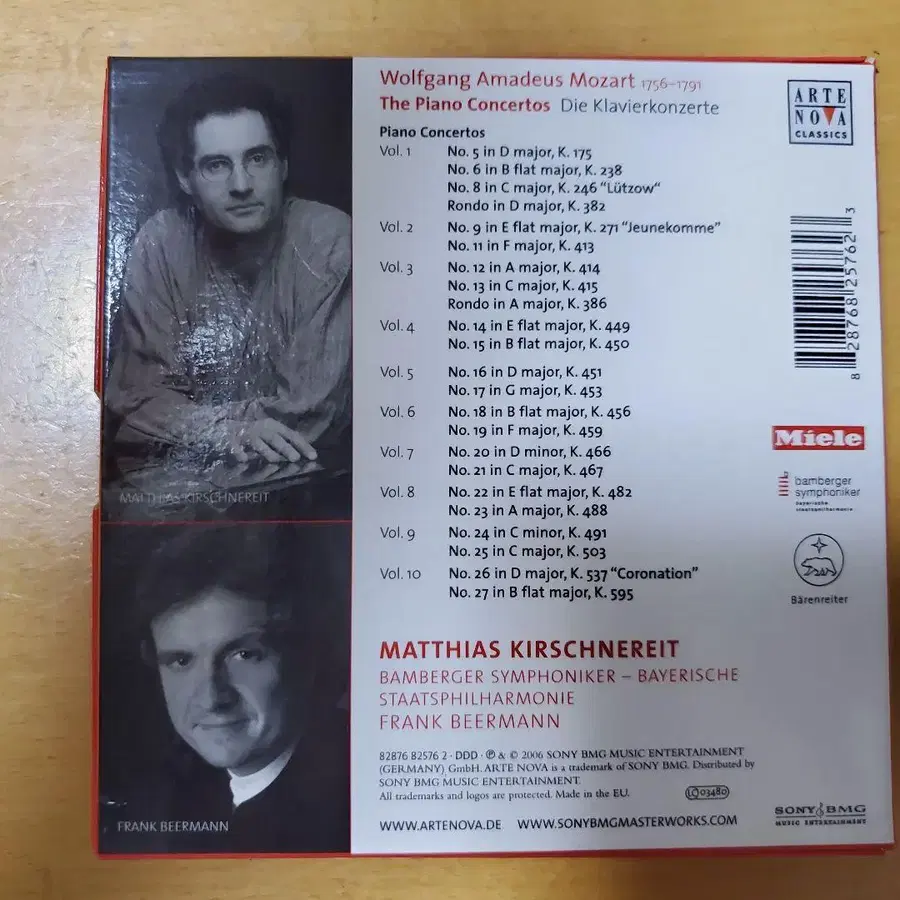 Wolfgang Amadeus Mozart 1756–1791
The Piano Concertos Die Klavierkonzerte
ARTE
NOVA
CLASSICS
Piano Concertos
Vol. 1 No. 5 in D major, K. 175
No. 6 in B flat major, K. 238
No. 8 in C major, K. 246 “Lützow“
Rondo in D major, K. 382
Vol. 2 No. 9 in E flat major, K. 271 “Jeunekomme”
No. 11 in F major, K. 413
Vol. 3 No. 12 in A major, K. 414
No. 13 in C major, K. 415
Rondo in A major, K. 386
Vol. 4 No. 14 in E flat major, K. 449
No. 15 in B flat major, K. 450
Vol. 5 No. 16 in D major, K. 451
No. 17 in G major, K. 453
Vol. 6 No. 18 in B flat major, K. 456
No. 19 in F major, K. 459
Vol. 7 No. 20 in D minor, K. 466
No. 21 in C major, K. 467
Vol. 8 No. 22 in E flat major, K. 482
No. 23 in A major, K. 488
Vol. 9 No. 24 in C minor, K. 491
No. 25 in C major, K. 503
Vol. 10 No. 26 in D major, K. 537 “Coronation”
No. 27 in B flat major, K. 595
8 28768 25762 3
Miele
bamberger
symphoniker
bayerische
staatsphilharmonie
Bärenreiter
MATTHIAS KIRSCHNEREIT
FRANK BEERMANN
MATTHIAS KIRSCHNEREIT
BAMBERGER SYMPHONIKER – BAYERISCHE
STAATSPHILHARMONIE
FRANK BEERMANN
82876 82576 2 · DDD · ℗ & © 2006 SONY BMG MUSIC ENTERTAINMENT
(GERMANY) GmbH. ARTE NOVA is a trademark of SONY BMG. Distributed by
SONY BMG MUSIC ENTERTAINMENT.
All trademarks and logos are protected. Made in the EU.
LC 03480
WWW.ARTENOVA.DE WWW.SONYBMGMASTERWORKS.COM
SONY BMG
MUSIC ENTERTAINMENT